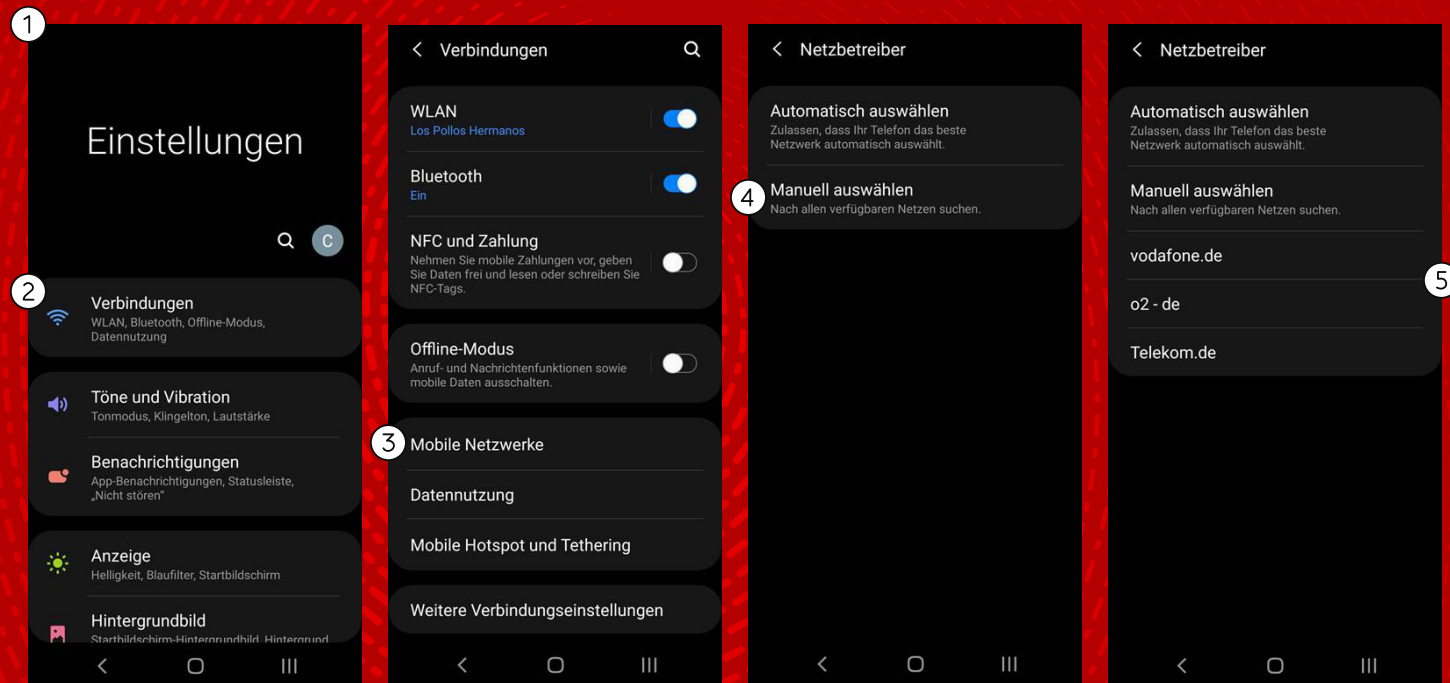 1
Einstellungen
C
2
Verbindungen
WLAN, Bluetooth, Offline-Modus,
Datennutzung
Töne und Vibration
Tonmodus, Klingelton, Lautstärke
Benachrichtigungen
App-Benachrichtigungen, Statusleiste,
„Nicht stören"
Anzeige
Helligkeit, Blaufilter, Startbildschirm
Hintergrundbild
Startbildschirm-Hintergrundbild, Hintergrund
Verbindungen
WLAN
Los Pollos Hermanos
Bluetooth
Ein
NFC und Zahlung
Nehmen Sie mobile Zahlungen vor, geben
Sie Daten frei und lesen oder schreiben Sie
NFC-Tags.
Offline-Modus
Anruf- und Nachrichtenfunktionen sowie
mobile Daten ausschalten.
3
Mobile Netzwerke
Datennutzung
Mobile Hotspot und Tethering
Weitere Verbindungseinstellungen
Netzbetreiber
Automatisch auswählen
Zulassen, dass Ihr Telefon das beste
Netzwerk automatisch auswählt.
4
Manuell auswählen
Nach allen verfügbaren Netzen suchen.
Netzbetreiber
Automatisch auswählen
Zulassen, dass Ihr Telefon das beste
Netzwerk automatisch auswählt.
Manuell auswählen
Nach allen verfügbaren Netzen suchen.
vodafone.de
5
o2 - de
Telekom.de